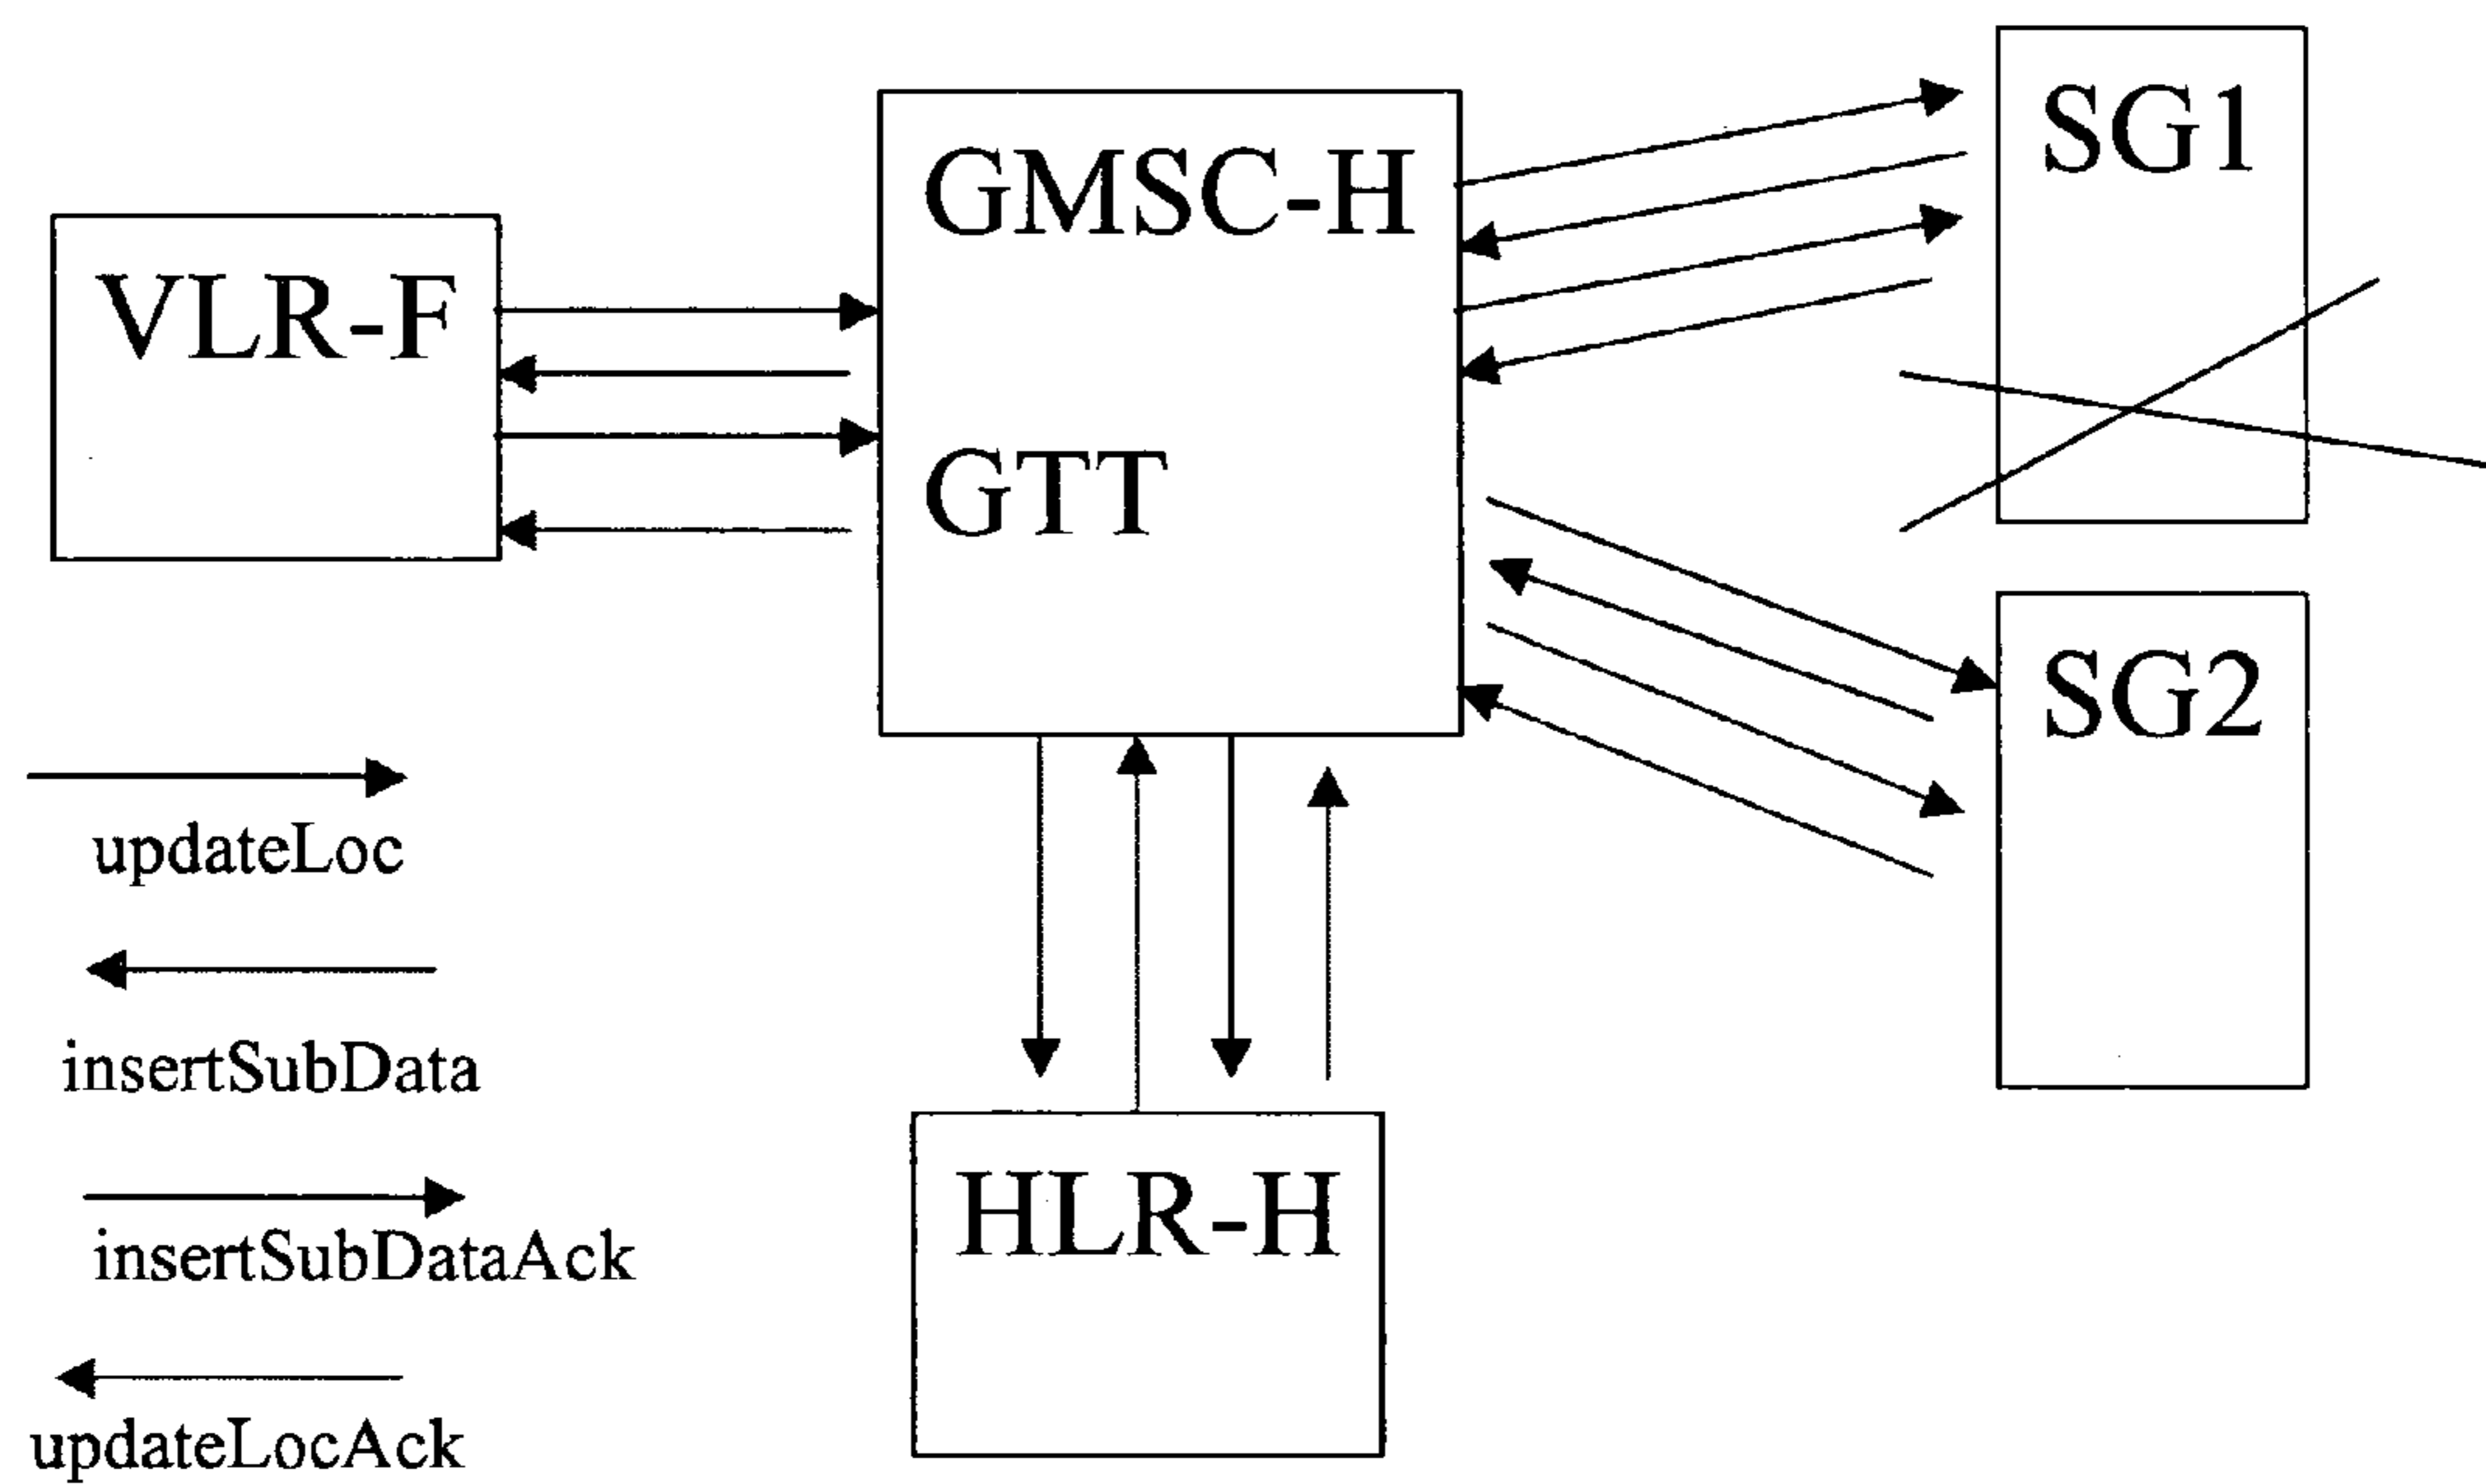 SG1
GMSC-H
VLR-F
GTT
SG2
updateLoc
insertSubData
HLR-H
insertSubDataAck
updateLocAck